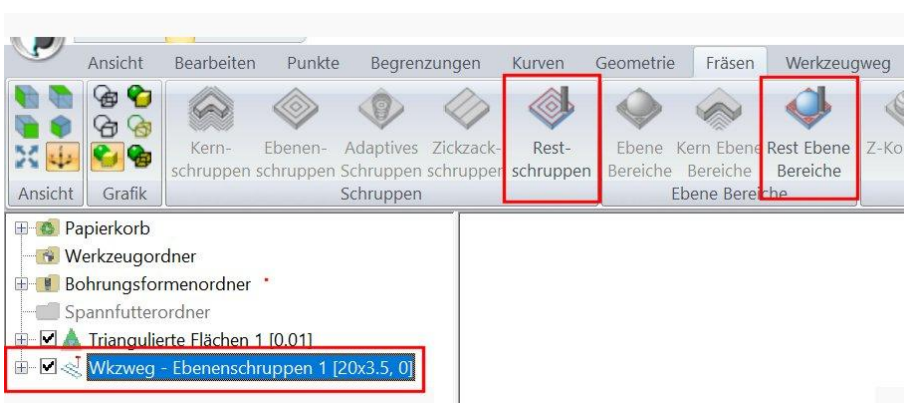 Ansicht Bearbeiten Punkte Begrenzungen Kurven Geometrie Fräsen Werkzeugweg
Kern- Ebenen- Adaptives Zickzack- Rest- Ebene Kern Ebene Rest Ebene Z-Ko
schruppen schruppen Schruppen schruppen schruppen Bereiche Bereiche Bereiche
Ansicht Grafik Schruppen Ebene Bereiche
Papierkorb
Werkzeugordner
Bohrungsformenordner
Spannfutterordner
Triangulierte Flächen 1 [0.01]
Wkzweg - Ebenenschruppen 1 [20x3.5, 0]